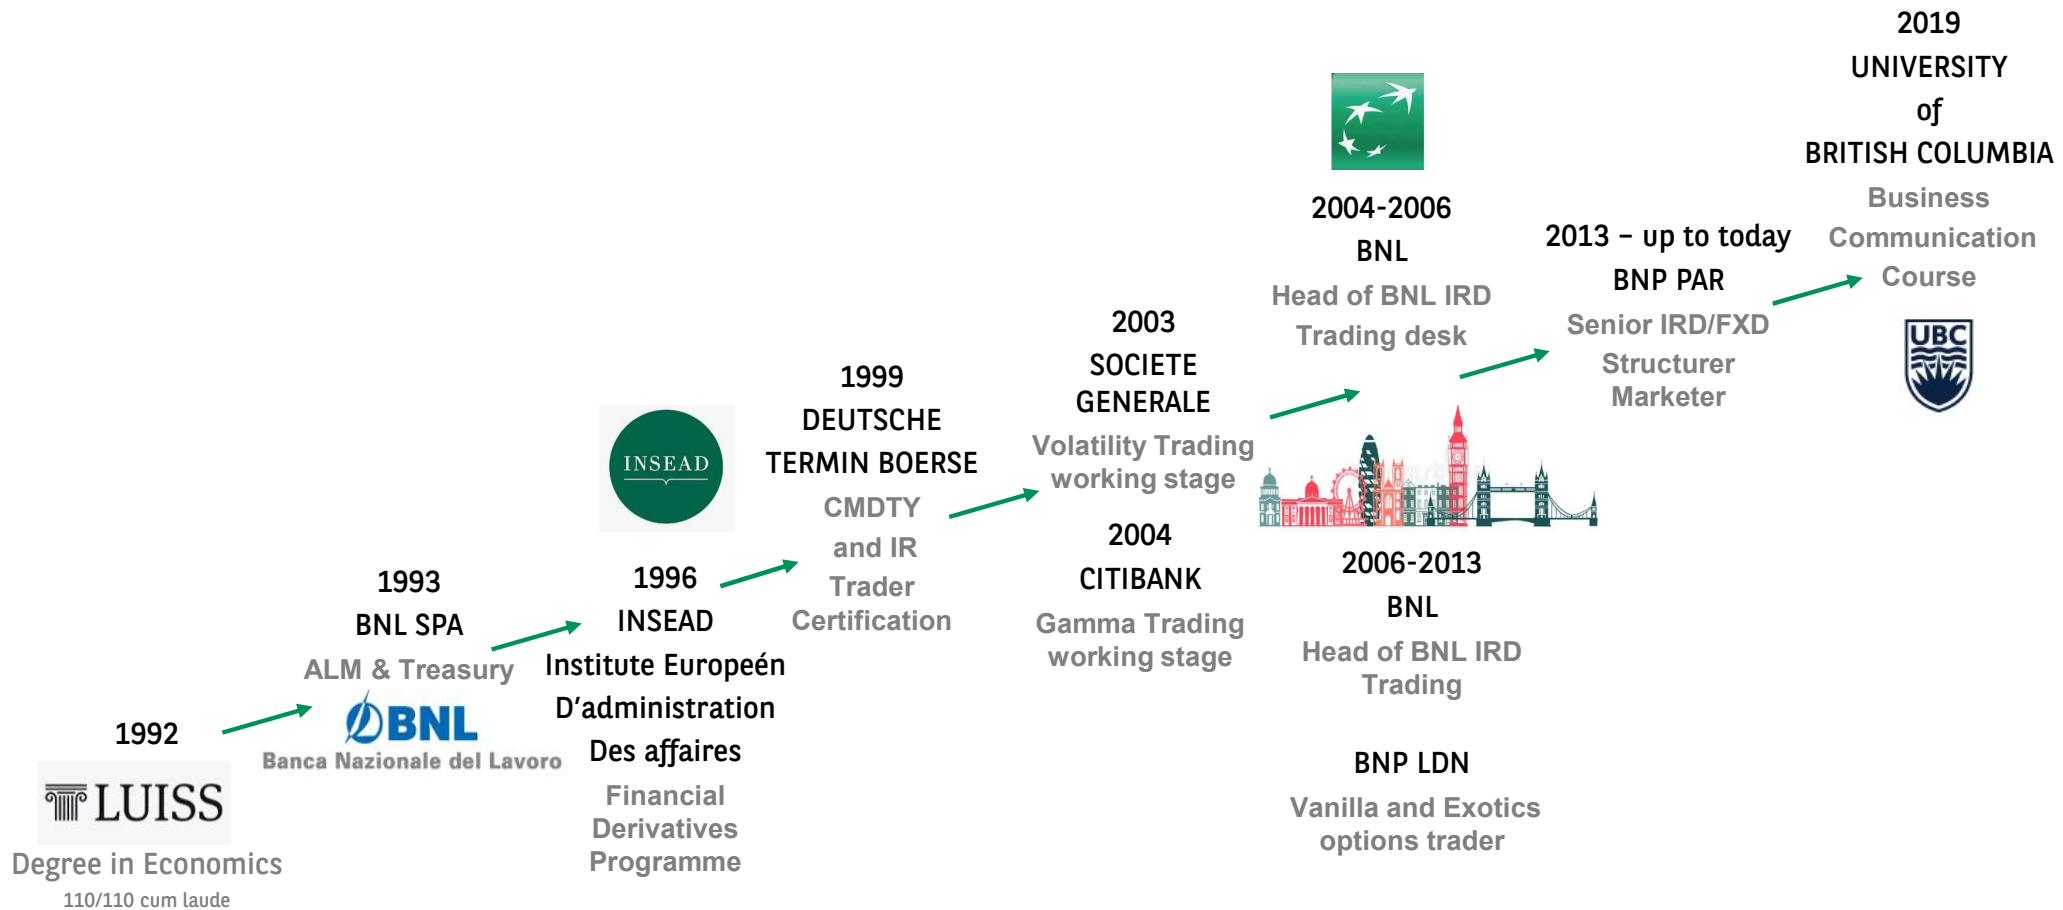 1992
LUISS
Degree in Economics
110/110 cum laude
1993
BNL SPA
ALM & Treasury
BNL
Banca Nazionale del Lavoro
INSEAD
1996
INSEAD
Institute Europeén
D'administration
Des affaires
Financial
Derivatives
Programme
1999
DEUTSCHE
TERMIN BOERSE
CMDTY
and IR
Trader
Certification
2003
SOCIETE
GENERALE
Volatility Trading
working stage
2004
CITIBANK
Gamma Trading
working stage
2004-2006
BNL
Head of BNL IRD
Trading desk
2006-2013
BNL
Head of BNL IRD
Trading
BNP LDN
Vanilla and Exotics
options trader
2013 – up to today
BNP PAR
Senior IRD/FXD
Structurer
Marketer
2019
UNIVERSITY
of
BRITISH COLUMBIA
Business
Communication
Course
UBC